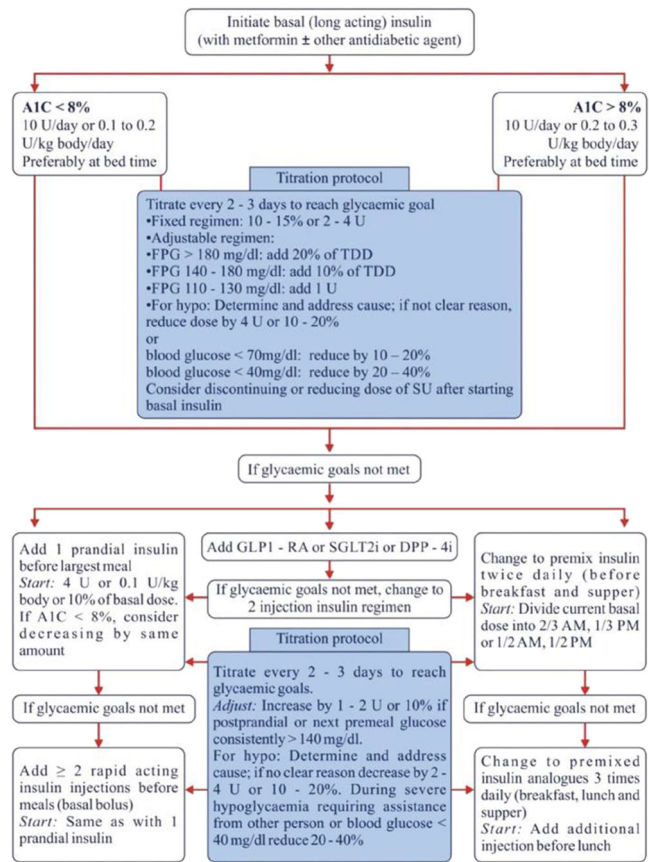 Initiate basal (long acting) insulin
(with metformin ± other antidiabetic agent)
A1C < 8%
10 U/day or 0.1 to 0.2
U/kg body/day
Preferably at bed time
A1C > 8%
10 U/day or 0.2 to 0.3
U/kg body/day
Preferably at bed time
Titration protocol
Titrate every 2 - 3 days to reach glycaemic goal
•Fixed regimen: 10 - 15% or 2 - 4 U
•Adjustable regimen:
•FPG > 180 mg/dl: add 20% of TDD
•FPG 140 - 180 mg/dl: add 10% of TDD
•FPG 110 - 130 mg/dl: add 1 U
•For hypo: Determine and address cause; if not clear reason,
reduce dose by 4 U or 10 - 20%
or
blood glucose < 70mg/dl: reduce by 10 – 20%
blood glucose < 40mg/dl: reduce by 20 – 40%
Consider discontinuing or reducing dose of SU after starting
basal insulin
If glycaemic goals not met
Add 1 prandial insulin
before largest meal
Start: 4 U or 0.1 U/kg
body or 10% of basal dose.
If A1C < 8%, consider
decreasing by same
amount
Add GLP1 - RA or SGLT2i or DPP - 4i
If glycaemic goals not met, change to
2 injection insulin regimen
Change to premix insulin
twice daily (before
breakfast and supper)
Start: Divide current basal
dose into 2/3 AM, 1/3 PM
or 1/2 AM, 1/2 PM
Titration protocol
Titrate every 2 - 3 days to reach
glycaemic goals.
Adjust: Increase by 1 - 2 U or 10% if
postprandial or next premeal glucose
consistently > 140 mg/dl.
For hypo: Determine and address
cause; if no clear reason decrease by 2 -
4 U or 10 - 20%. During severe
hypoglycaemia requiring assistance
from other person or blood glucose <
40 mg/dl reduce 20 - 40%
If glycaemic goals not met
If glycaemic goals not met
Add ≥ 2 rapid acting
insulin injections before
meals (basal bolus)
Start: Same as with 1
prandial insulin
Change to premixed
insulin analogues 3 times
daily (breakfast, lunch and
supper)
Start: Add additional
injection before lunch